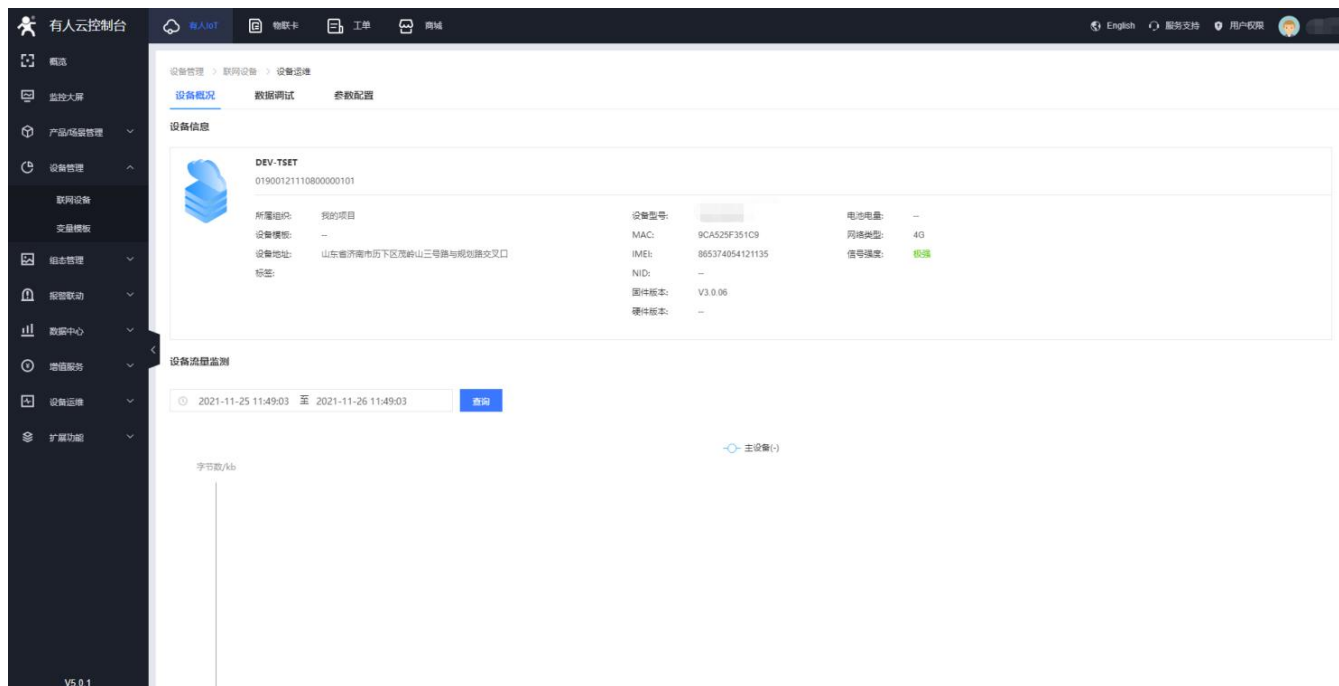 有人云控制台
有人IoT 物联卡 工单 商城
English 服务支持 用户权限
概览
监控大屏
产品/场景管理
设备管理
联网设备
变量模板
组态管理
报警联动
数据中心
增值服务
设备运维
扩展功能
V5.0.1
设备管理 > 联网设备 > 设备运维
设备概况 数据调试 参数配置
设备信息
DEV-TSET
01900121110800000101
所属组织: 我的项目
设备模板: --
设备地址: 山东省济南市历下区茂岭山三号路与规划路交叉口
标签:
设备型号:
MAC: 9CA525F351C9
IMEI: 865374054121135
NID: --
固件版本: V3.0.06
硬件版本: --
电池电量: --
网络类型: 4G
信号强度: 极强
设备流量监测
2021-11-25 11:49:03 至 2021-11-26 11:49:03 查询
主设备(-)
字节数/kb